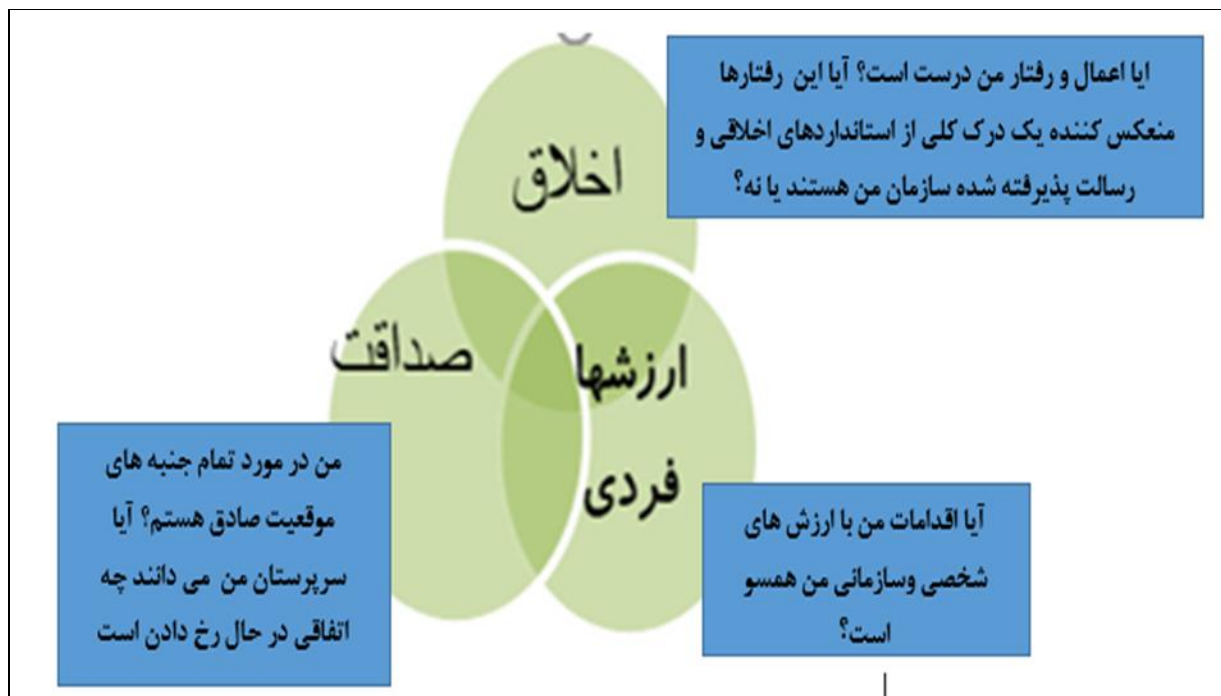 ایا اعمال و رفتار من درست است؟ آیا این رفتارها
منعکس کننده یک درک کلی از استانداردهای اخلاقی و
رسالت پذیرفته شده سازمان من هستند یا نه؟
اخلاق
صداقت
ارزشها
فردی
من در مورد تمام جنبه های
موقعیت صادق هستم؟ آیا
سرپرستان من می دانند چه
اتفاقی در حال رخ دادن است
آیا اقدامات من با ارزش های
شخصی وسازمانی من همسو
است؟